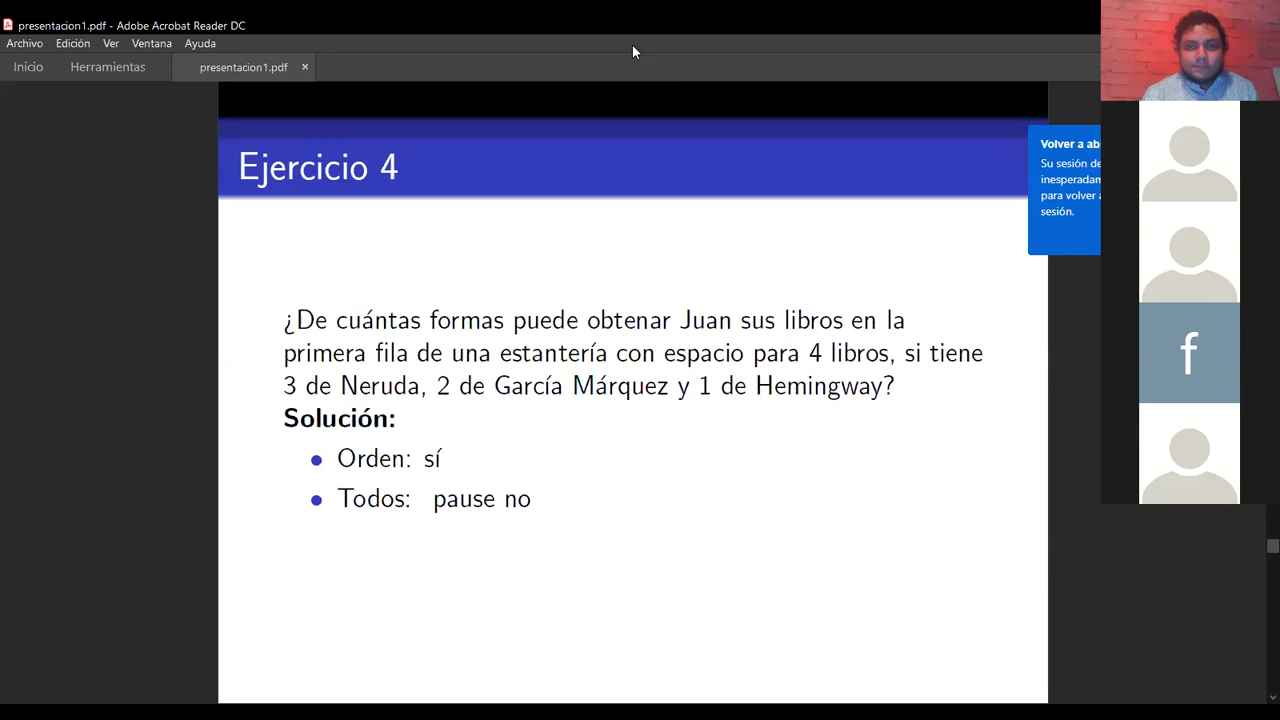 presentacion1.pdf - Adobe Acrobat Reader DC
Archivo Edición Ver Ventana Ayuda
Inicio Herramientas presentacion1.pdf ×
Ejercicio 4
Volver a ab
Su sesión de
inesperadam
para volver a
sesión.
¿De cuántas formas puede obtenar Juan sus libros en la
primera fila de una estantería con espacio para 4 libros, si tiene
3 de Neruda, 2 de García Márquez y 1 de Hemingway?
Solución:
• Orden: sí
• Todos: pause no
f